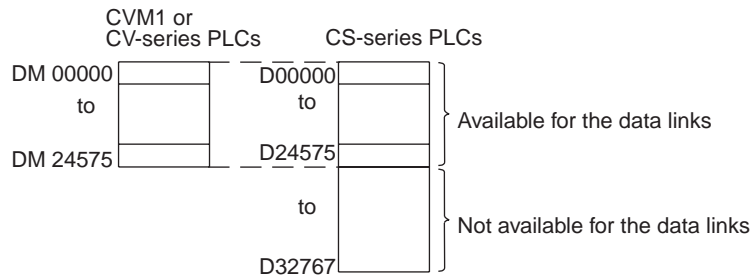 CVM1 or
CV-series PLCs
CS-series PLCs
DM 00000
D00000
to
to
Available for the data links
DM 24575
D24575
to
Not available for the data links
D32767